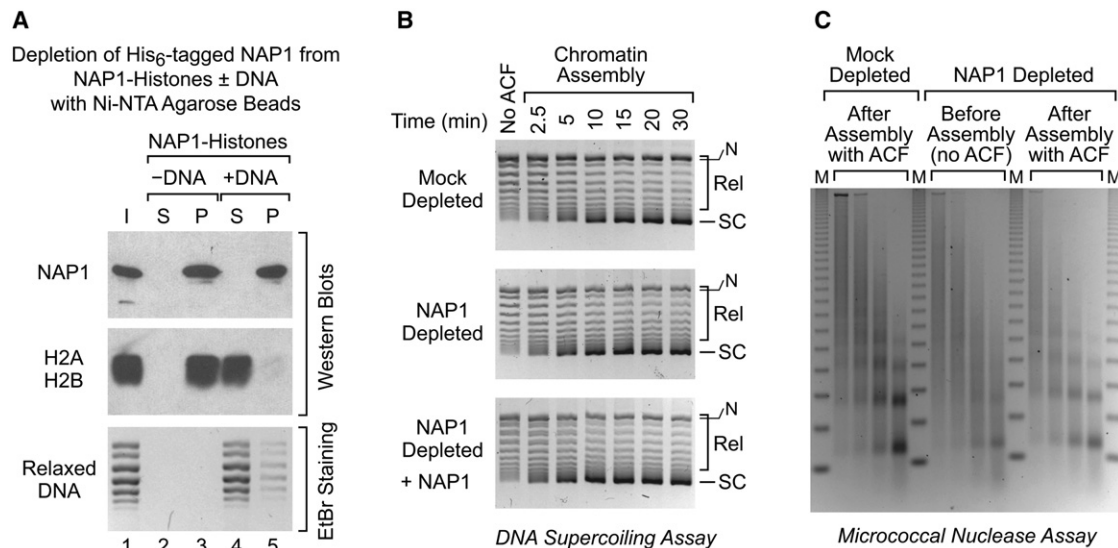 A
Depletion of His6-tagged NAP1 from
NAP1-Histones ± DNA
with Ni-NTA Agarose Beads
NAP1-Histones
−DNA +DNA
I S P S P
NAP1
H2A
H2B
Western Blots
Relaxed
DNA
EtBr Staining
1 2 3 4 5
B
Chromatin
Assembly
Time (min) No ACF 2.5 5 10 15 20 30
Mock
Depleted
N
Rel
SC
NAP1
Depleted
N
Rel
SC
NAP1
Depleted
+ NAP1
N
Rel
SC
DNA Supercoiling Assay
C
Mock
Depleted
NAP1 Depleted
After
Assembly
with ACF
Before
Assembly
(no ACF)
After
Assembly
with ACF
M M M M
Micrococcal Nuclease Assay